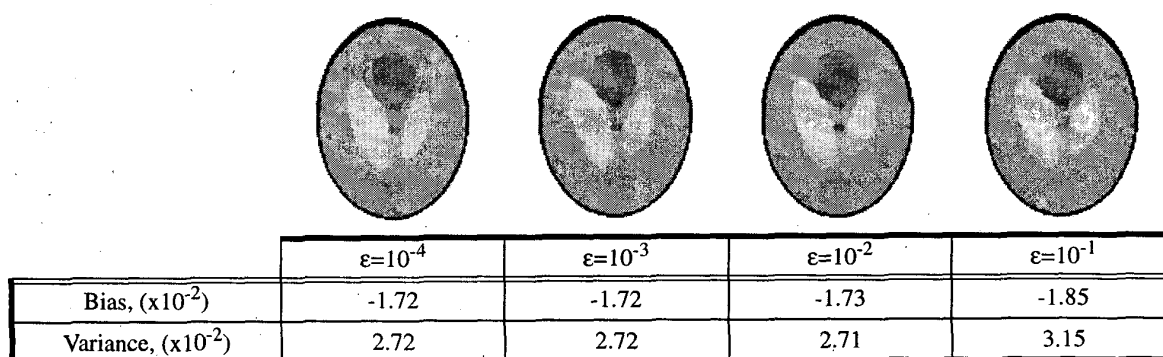 ε=10⁻⁴ ε=10⁻³ ε=10⁻² ε=10⁻¹
Bias, (x10⁻²) -1.72 -1.72 -1.73 -1.85
Variance, (x10⁻²) 2.72 2.72 2.71 3.15